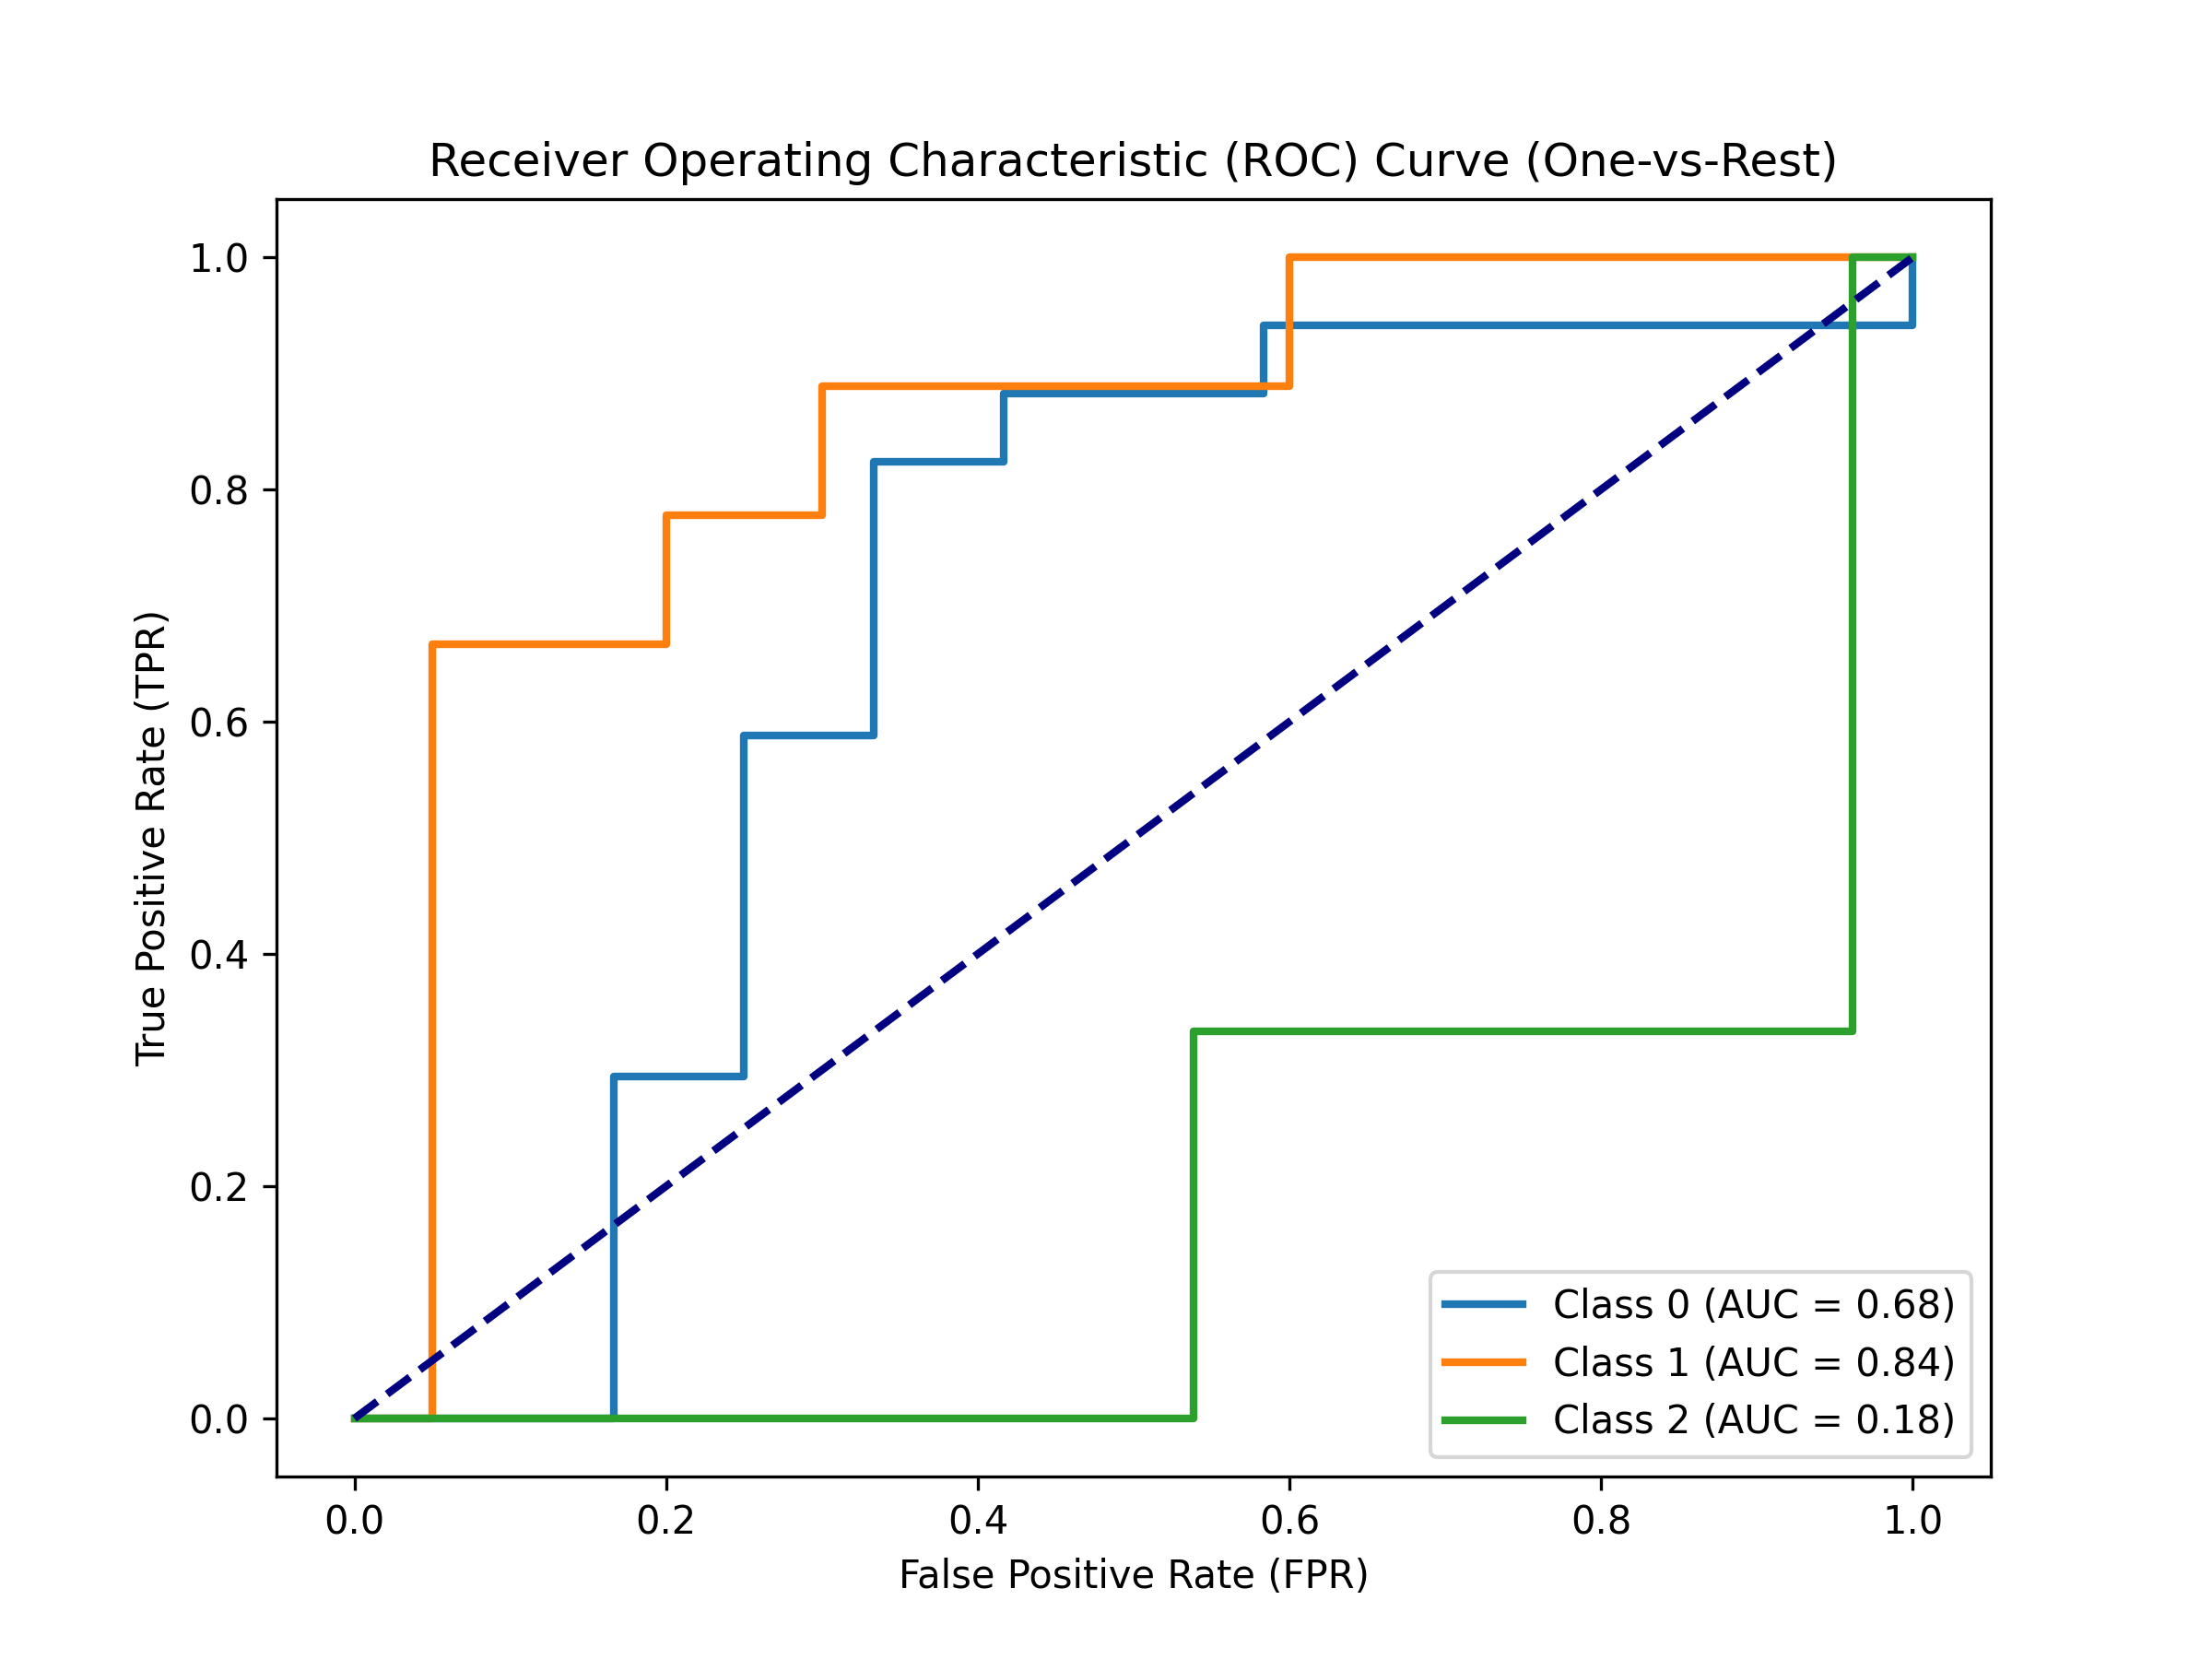 Receiver Operating Characteristic (ROC) Curve (One-vs-Rest)
1.0
0.8
0.6
0.4
0.2
0.0
True Positive Rate (TPR)
Class 0 (AUC = 0.68)
Class 1 (AUC = 0.84)
Class 2 (AUC = 0.18)
0.0 0.2 0.4 0.6 0.8 1.0
False Positive Rate (FPR)